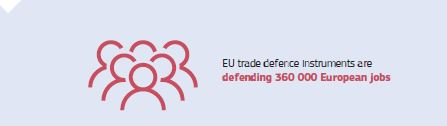 EU trade defence instruments are
defending 360 000 European jobs